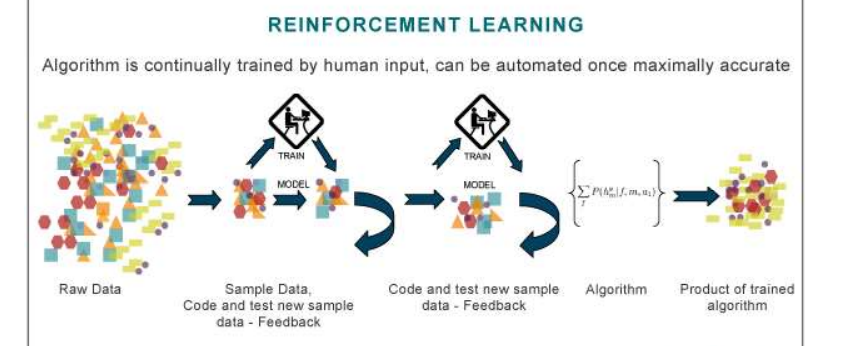 REINFORCEMENT LEARNING
Algorithm is continually trained by human input, can be automated once maximally accurate
TRAIN
MODEL
TRAIN
MODEL
Raw Data
Sample Data,
Code and test new sample
data - Feedback
Code and test new sample
data - Feedback
Algorithm
Product of trained
algorithm